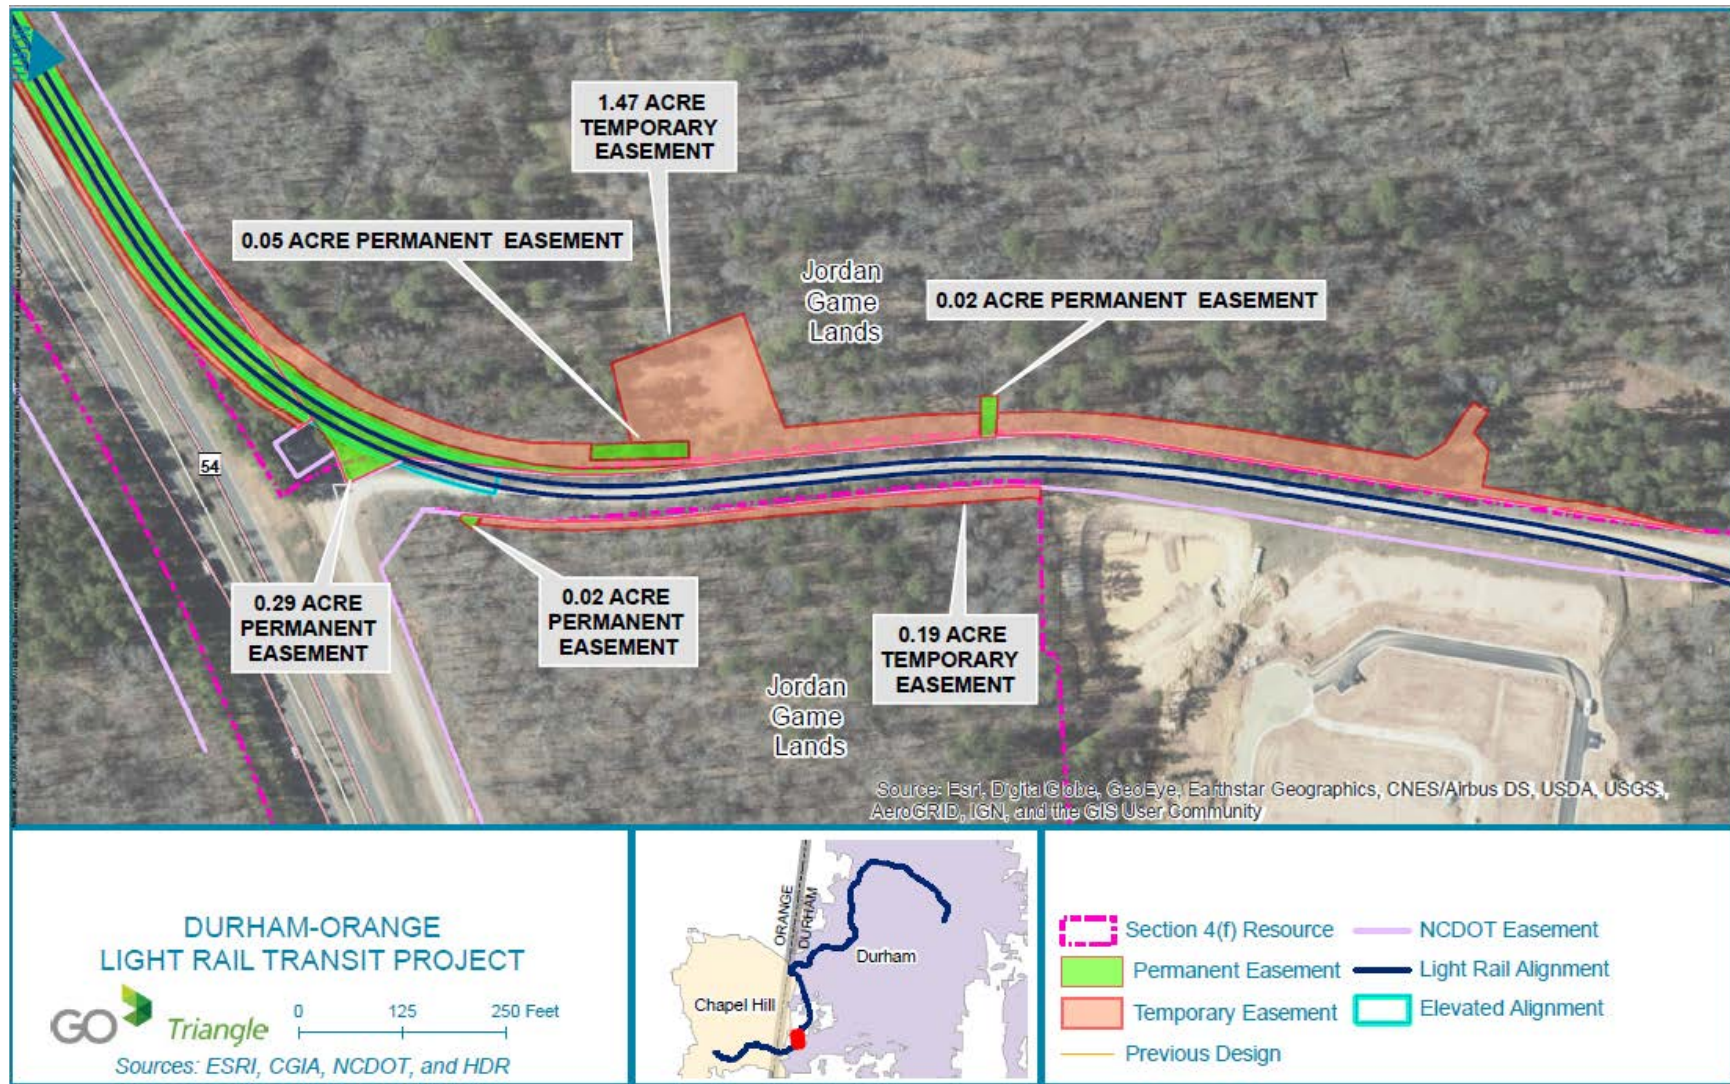 1.47 ACRE
TEMPORARY
EASEMENT
0.05 ACRE PERMANENT EASEMENT
Jordan
Game
Lands
0.02 ACRE PERMANENT EASEMENT
54
0.29 ACRE
PERMANENT
EASEMENT
0.02 ACRE
PERMANENT
EASEMENT
0.19 ACRE
TEMPORARY
EASEMENT
Jordan
Game
Lands
Source: Esri, DigitalGlobe, GeoEye, Earthstar Geographics, CNES/Airbus DS, USDA, USGS,
AeroGRID, IGN, and the GIS User Community
DURHAM-ORANGE
LIGHT RAIL TRANSIT PROJECT
GO Triangle
0 125 250 Feet
Sources: ESRI, CGIA, NCDOT, and HDR
ORANGE
DURHAM
Durham
Chapel Hill
Section 4(f) Resource
Permanent Easement
Temporary Easement
Previous Design
NCDOT Easement
Light Rail Alignment
Elevated Alignment